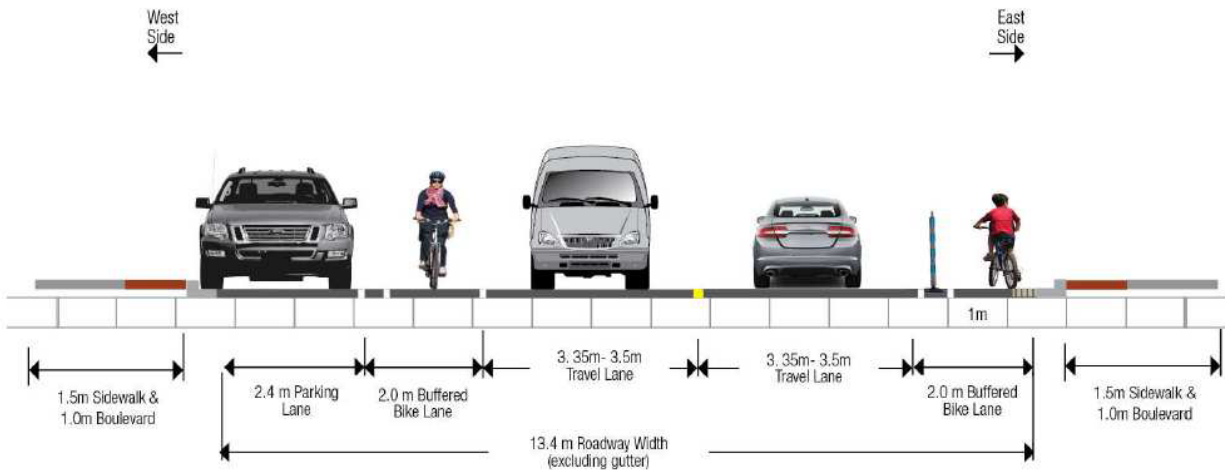 West
Side
East
Side
1m
1.5m Sidewalk &
1.0m Boulevard
2.4 m Parking
Lane
2.0 m Buffered
Bike Lane
3. 35m- 3.5m
Travel Lane
3. 35m- 3.5m
Travel Lane
2.0 m Buffered
Bike Lane
1.5m Sidewalk &
1.0m Boulevard
13.4 m Roadway Width
(excluding gutter)